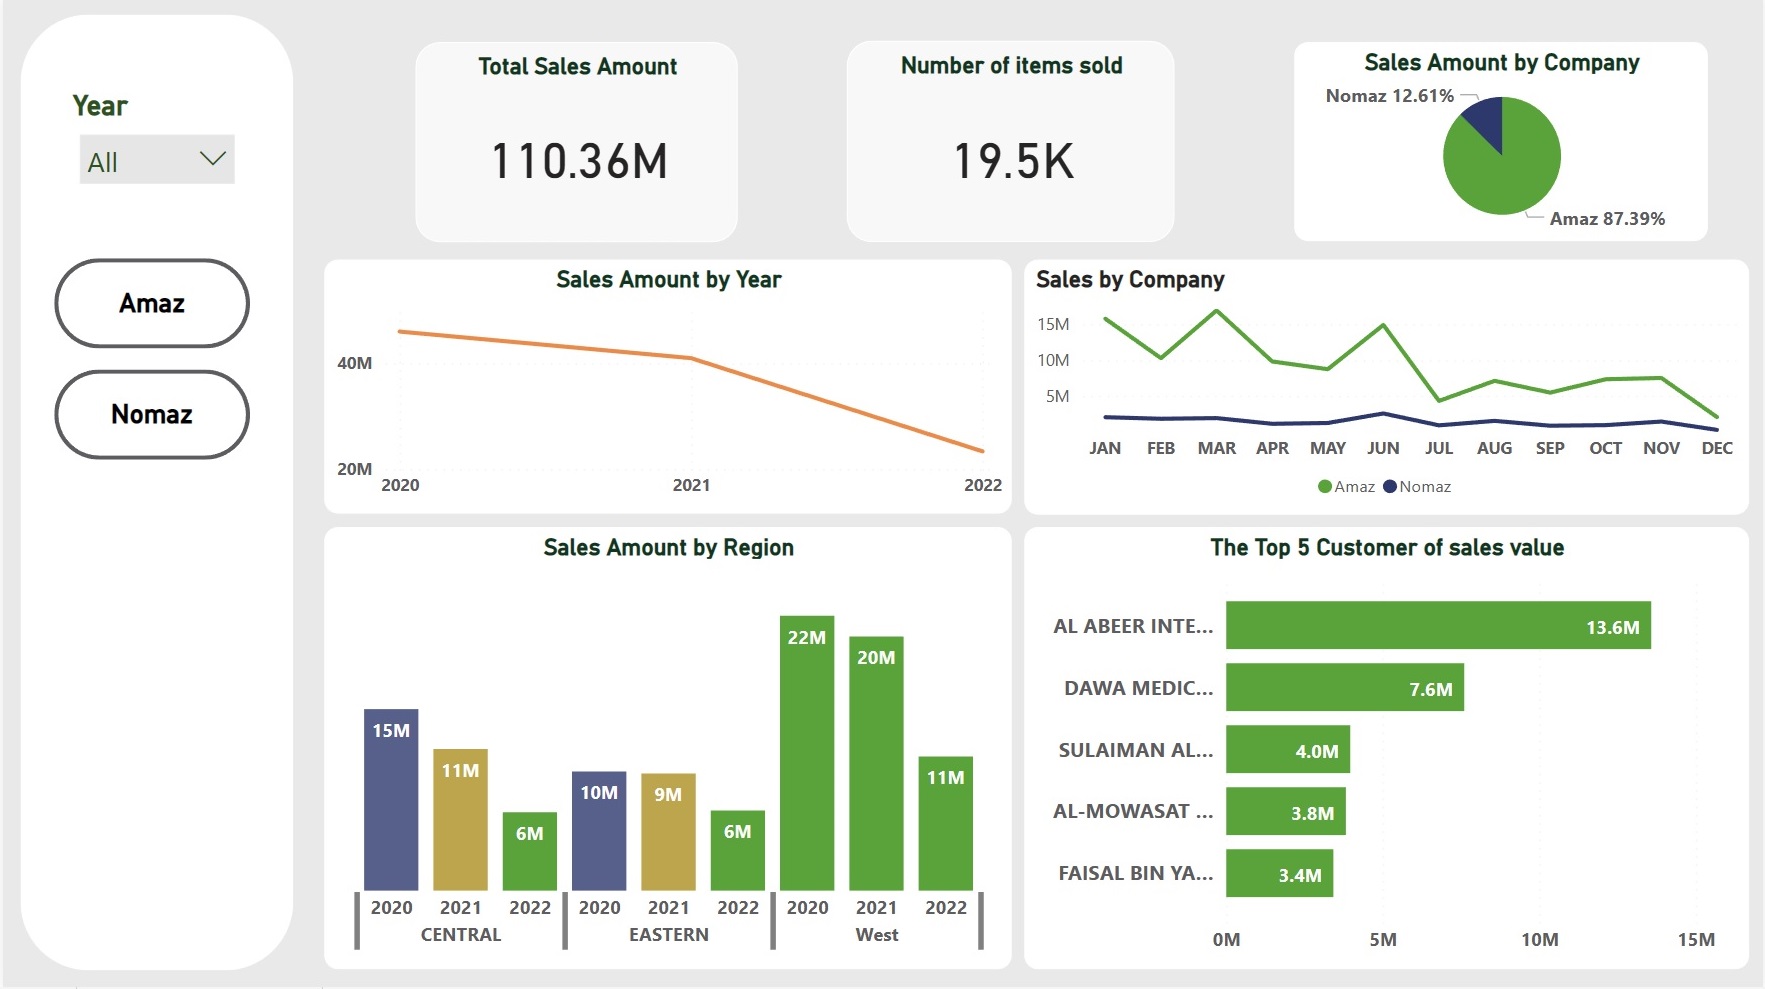 Year
All
Amaz
Nomaz
Total Sales Amount
110.36M
Number of items sold
19.5K
Sales Amount by Company
Nomaz 12.61%
Amaz 87.39%
Sales Amount by Year
40M
20M
2020 2021 2022
Sales by Company
15M
10M
5M
JAN FEB MAR APR MAY JUN JUL AUG SEP OCT NOV DEC
Amaz Nomaz
Sales Amount by Region
15M 11M 6M 10M 9M 6M 22M 20M 11M
2020 2021 2022 2020 2021 2022 2020 2021 2022
CENTRAL EASTERN West
The Top 5 Customer of sales value
AL ABEER INTE... 13.6M
DAWA MEDIC... 7.6M
SULAIMAN AL... 4.0M
AL-MOWASAT ... 3.8M
FAISAL BIN YA... 3.4M
0M 5M 10M 15M